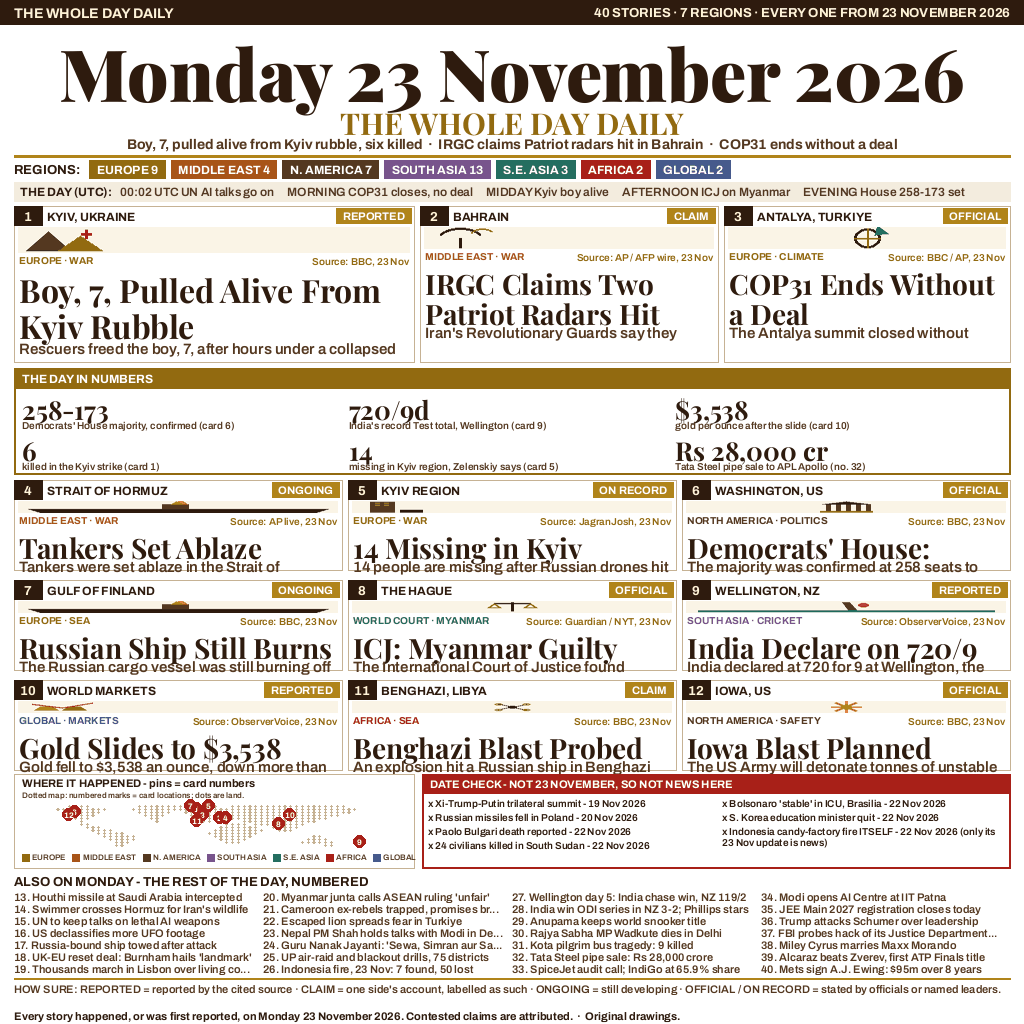 THE WHOLE DAY DAILY
40 STORIES · 7 REGIONS · EVERY ONE FROM 23 NOVEMBER 2026
Monday 23 November 2026
THE WHOLE DAY DAILY
Boy, 7, pulled alive from Kyiv rubble, six killed · IRGC claims Patriot radars hit in Bahrain · COP31 ends without a deal
REGIONS: EUROPE 9 MIDDLE EAST 4 N. AMERICA 7 SOUTH ASIA 13 S.E. ASIA 3 AFRICA 2 GLOBAL 2
THE DAY (UTC): 00:02 UTC UN AI talks go on MORNING COP31 closes, no deal MIDDAY Kyiv boy alive AFTERNOON ICJ on Myanmar EVENING House 258-173 set
1 KYIV, UKRAINE REPORTED
EUROPE · WAR Source: BBC, 23 Nov
Boy, 7, Pulled Alive From
Kyiv Rubble
Rescuers freed the boy, 7, after hours under a collapsed
2 BAHRAIN CLAIM
MIDDLE EAST · WAR Source: AP / AFP wire, 23 Nov
IRGC Claims Two
Patriot Radars Hit
Iran's Revolutionary Guards say they
3 ANTALYA, TURKIYE OFFICIAL
EUROPE · CLIMATE Source: BBC / AP, 23 Nov
COP31 Ends Without
a Deal
The Antalya summit closed without
THE DAY IN NUMBERS
258-173
Democrats' House majority, confirmed (card 6)
720/9d
India's record Test total, Wellington (card 9)
$3,538
gold per ounce after the slide (card 10)
6
killed in the Kyiv strike (card 1)
14
missing in Kyiv region, Zelenskiy says (card 5)
Rs 28,000 cr
Tata Steel pipe sale to APL Apollo (no. 32)
4 STRAIT OF HORMUZ ONGOING
MIDDLE EAST · WAR Source: AP live, 23 Nov
Tankers Set Ablaze
Tankers were set ablaze in the Strait of
5 KYIV REGION ON RECORD
EUROPE · WAR Source: JagranJosh, 23 Nov
14 Missing in Kyiv
14 people are missing after Russian drones hit
6 WASHINGTON, US OFFICIAL
NORTH AMERICA · POLITICS Source: BBC, 23 Nov
Democrats' House:
The majority was confirmed at 258 seats to
7 GULF OF FINLAND ONGOING
EUROPE · SEA Source: BBC, 23 Nov
Russian Ship Still Burns
The Russian cargo vessel was still burning off
8 THE HAGUE OFFICIAL
WORLD COURT · MYANMAR Source: Guardian / NYT, 23 Nov
ICJ: Myanmar Guilty
The International Court of Justice found
9 WELLINGTON, NZ REPORTED
SOUTH ASIA · CRICKET Source: ObserverVoice, 23 Nov
India Declare on 720/9
India declared at 720 for 9 at Wellington, the
10 WORLD MARKETS REPORTED
GLOBAL · MARKETS Source: ObserverVoice, 23 Nov
Gold Slides to $3,538
Gold fell to $3,538 an ounce, down more than
11 BENGHAZI, LIBYA CLAIM
AFRICA · SEA Source: BBC, 23 Nov
Benghazi Blast Probed
An explosion hit a Russian ship in Benghazi
12 IOWA, US OFFICIAL
NORTH AMERICA · SAFETY Source: BBC, 23 Nov
Iowa Blast Planned
The US Army will detonate tonnes of unstable
WHERE IT HAPPENED - pins = card numbers
Dotted map: numbered marks = card locations; dots are land.
12 7 5 3 11 1 4 8 10 9
EUROPE MIDDLE EAST N. AMERICA SOUTH ASIA S.E. ASIA AFRICA GLOBAL
DATE CHECK - NOT 23 NOVEMBER, SO NOT NEWS HERE
x Xi-Trump-Putin trilateral summit - 19 Nov 2026
x Russian missiles fell in Poland - 20 Nov 2026
x Paolo Bulgari death reported - 22 Nov 2026
x 24 civilians killed in South Sudan - 22 Nov 2026
x Bolsonaro 'stable' in ICU, Brasilia - 22 Nov 2026
x S. Korea education minister quit - 22 Nov 2026
x Indonesia candy-factory fire ITSELF - 22 Nov 2026 (only its
23 Nov update is news)
ALSO ON MONDAY - THE REST OF THE DAY, NUMBERED
13. Houthi missile at Saudi Arabia intercepted
14. Swimmer crosses Hormuz for Iran's wildlife
15. UN to keep talks on lethal AI weapons
16. US declassifies more UFO footage
17. Russia-bound ship towed after attack
18. UK-EU reset deal: Burnham hails 'landmark'
19. Thousands march in Lisbon over living co...
20. Myanmar junta calls ASEAN ruling 'unfair'
21. Cameroon ex-rebels trapped, promises br...
22. Escaped lion spreads fear in Turkiye
23. Nepal PM Shah holds talks with Modi in De...
24. Guru Nanak Jayanti: 'Sewa, Simran aur Sa...
25. UP air-raid and blackout drills, 75 districts
26. Indonesia fire, 23 Nov: 7 found, 50 lost
27. Wellington day 5: India chase win, NZ 119/2
28. India win ODI series in NZ 3-2; Phillips stars
29. Anupama keeps world snooker title
30. Rajya Sabha MP Wadkute dies in Delhi
31. Kota pilgrim bus tragedy: 9 killed
32. Tata Steel pipe sale: Rs 28,000 crore
33. SpiceJet audit call; IndiGo at 65.9% share
34. Modi opens AI Centre at IIT Patna
35. JEE Main 2027 registration closes today
36. Trump attacks Schumer over leadership
37. FBI probes hack of its Justice Department...
38. Miley Cyrus marries Maxx Morando
39. Alcaraz beats Zverev, first ATP Finals title
40. Mets sign A.J. Ewing: $95m over 8 years
HOW SURE: REPORTED = reported by the cited source · CLAIM = one side's account, labelled as such · ONGOING = still developing · OFFICIAL / ON RECORD = stated by officials or named leaders.
Every story happened, or was first reported, on Monday 23 November 2026. Contested claims are attributed. · Original drawings.